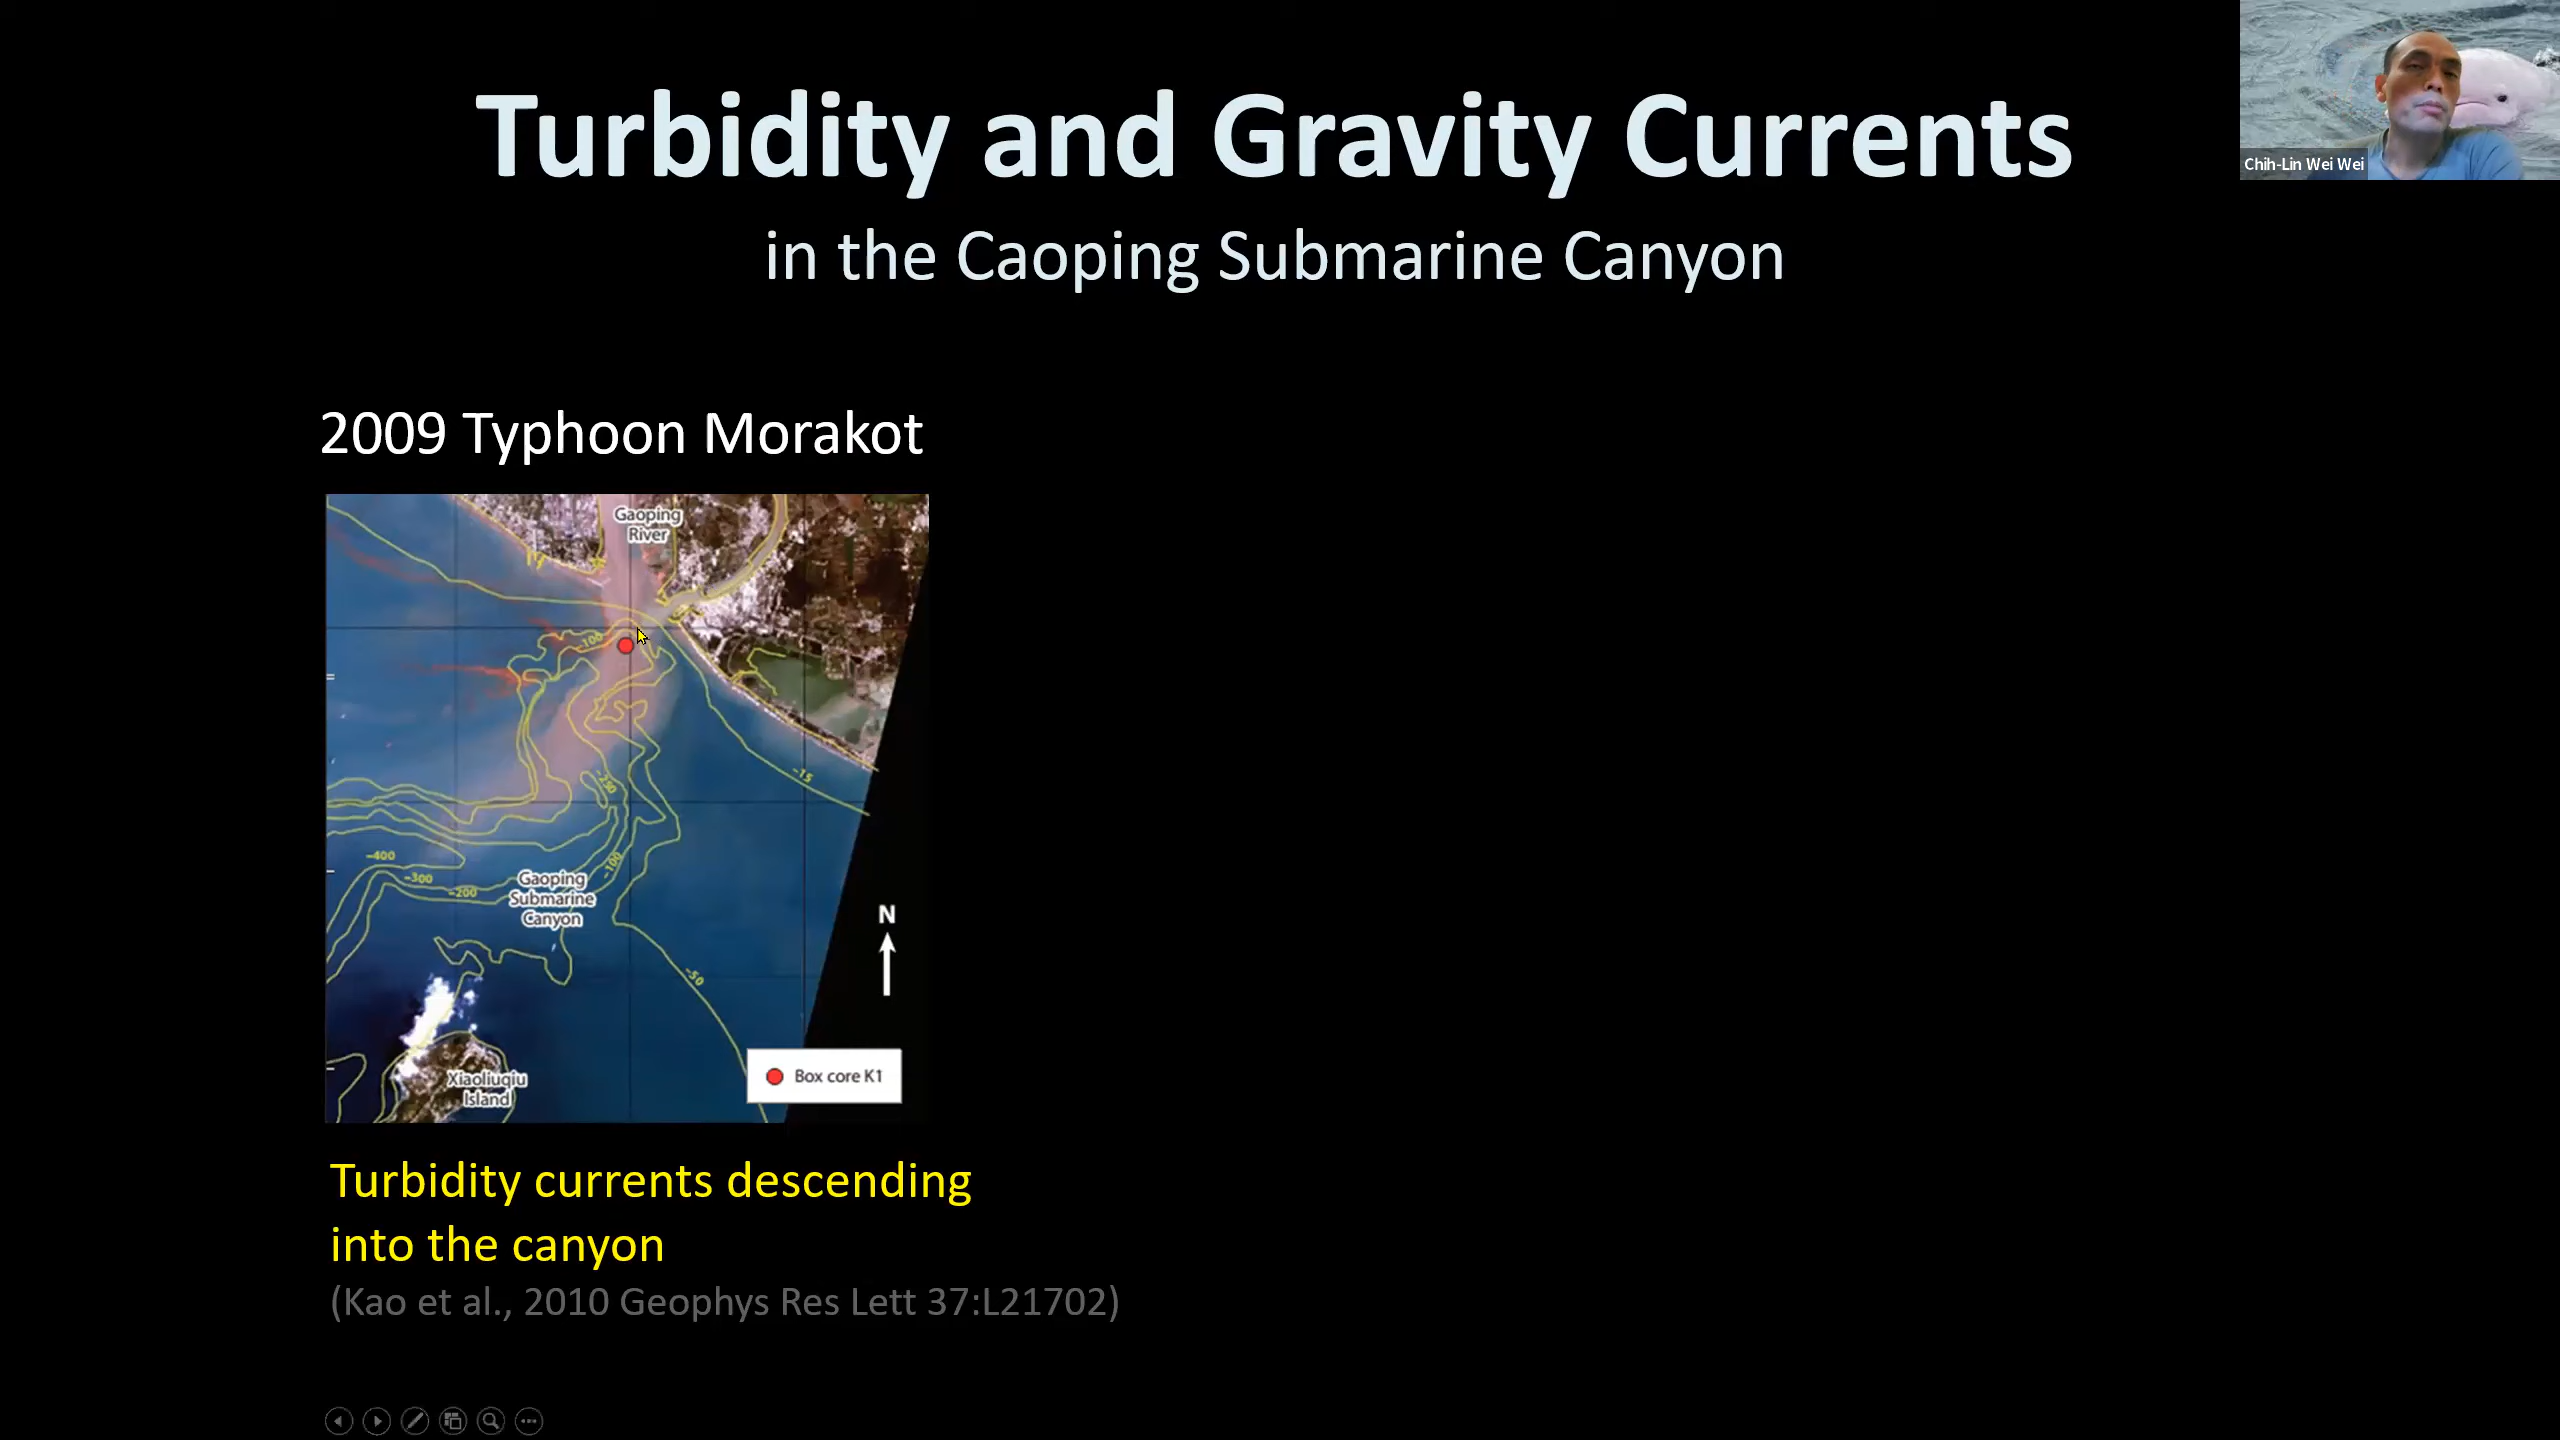 Turbidity and Gravity Currents
in the Caoping Submarine Canyon
Chih-Lin Wei Wei
2009 Typhoon Morakot
Gaoping
River
-100
-250
-15
-400
-300
-200
-100
Gaoping
Submarine
Canyon
N
-50
Xiaoliuqiu
Island
Box core K1
Turbidity currents descending
into the canyon
(Kao et al., 2010 Geophys Res Lett 37:L21702)